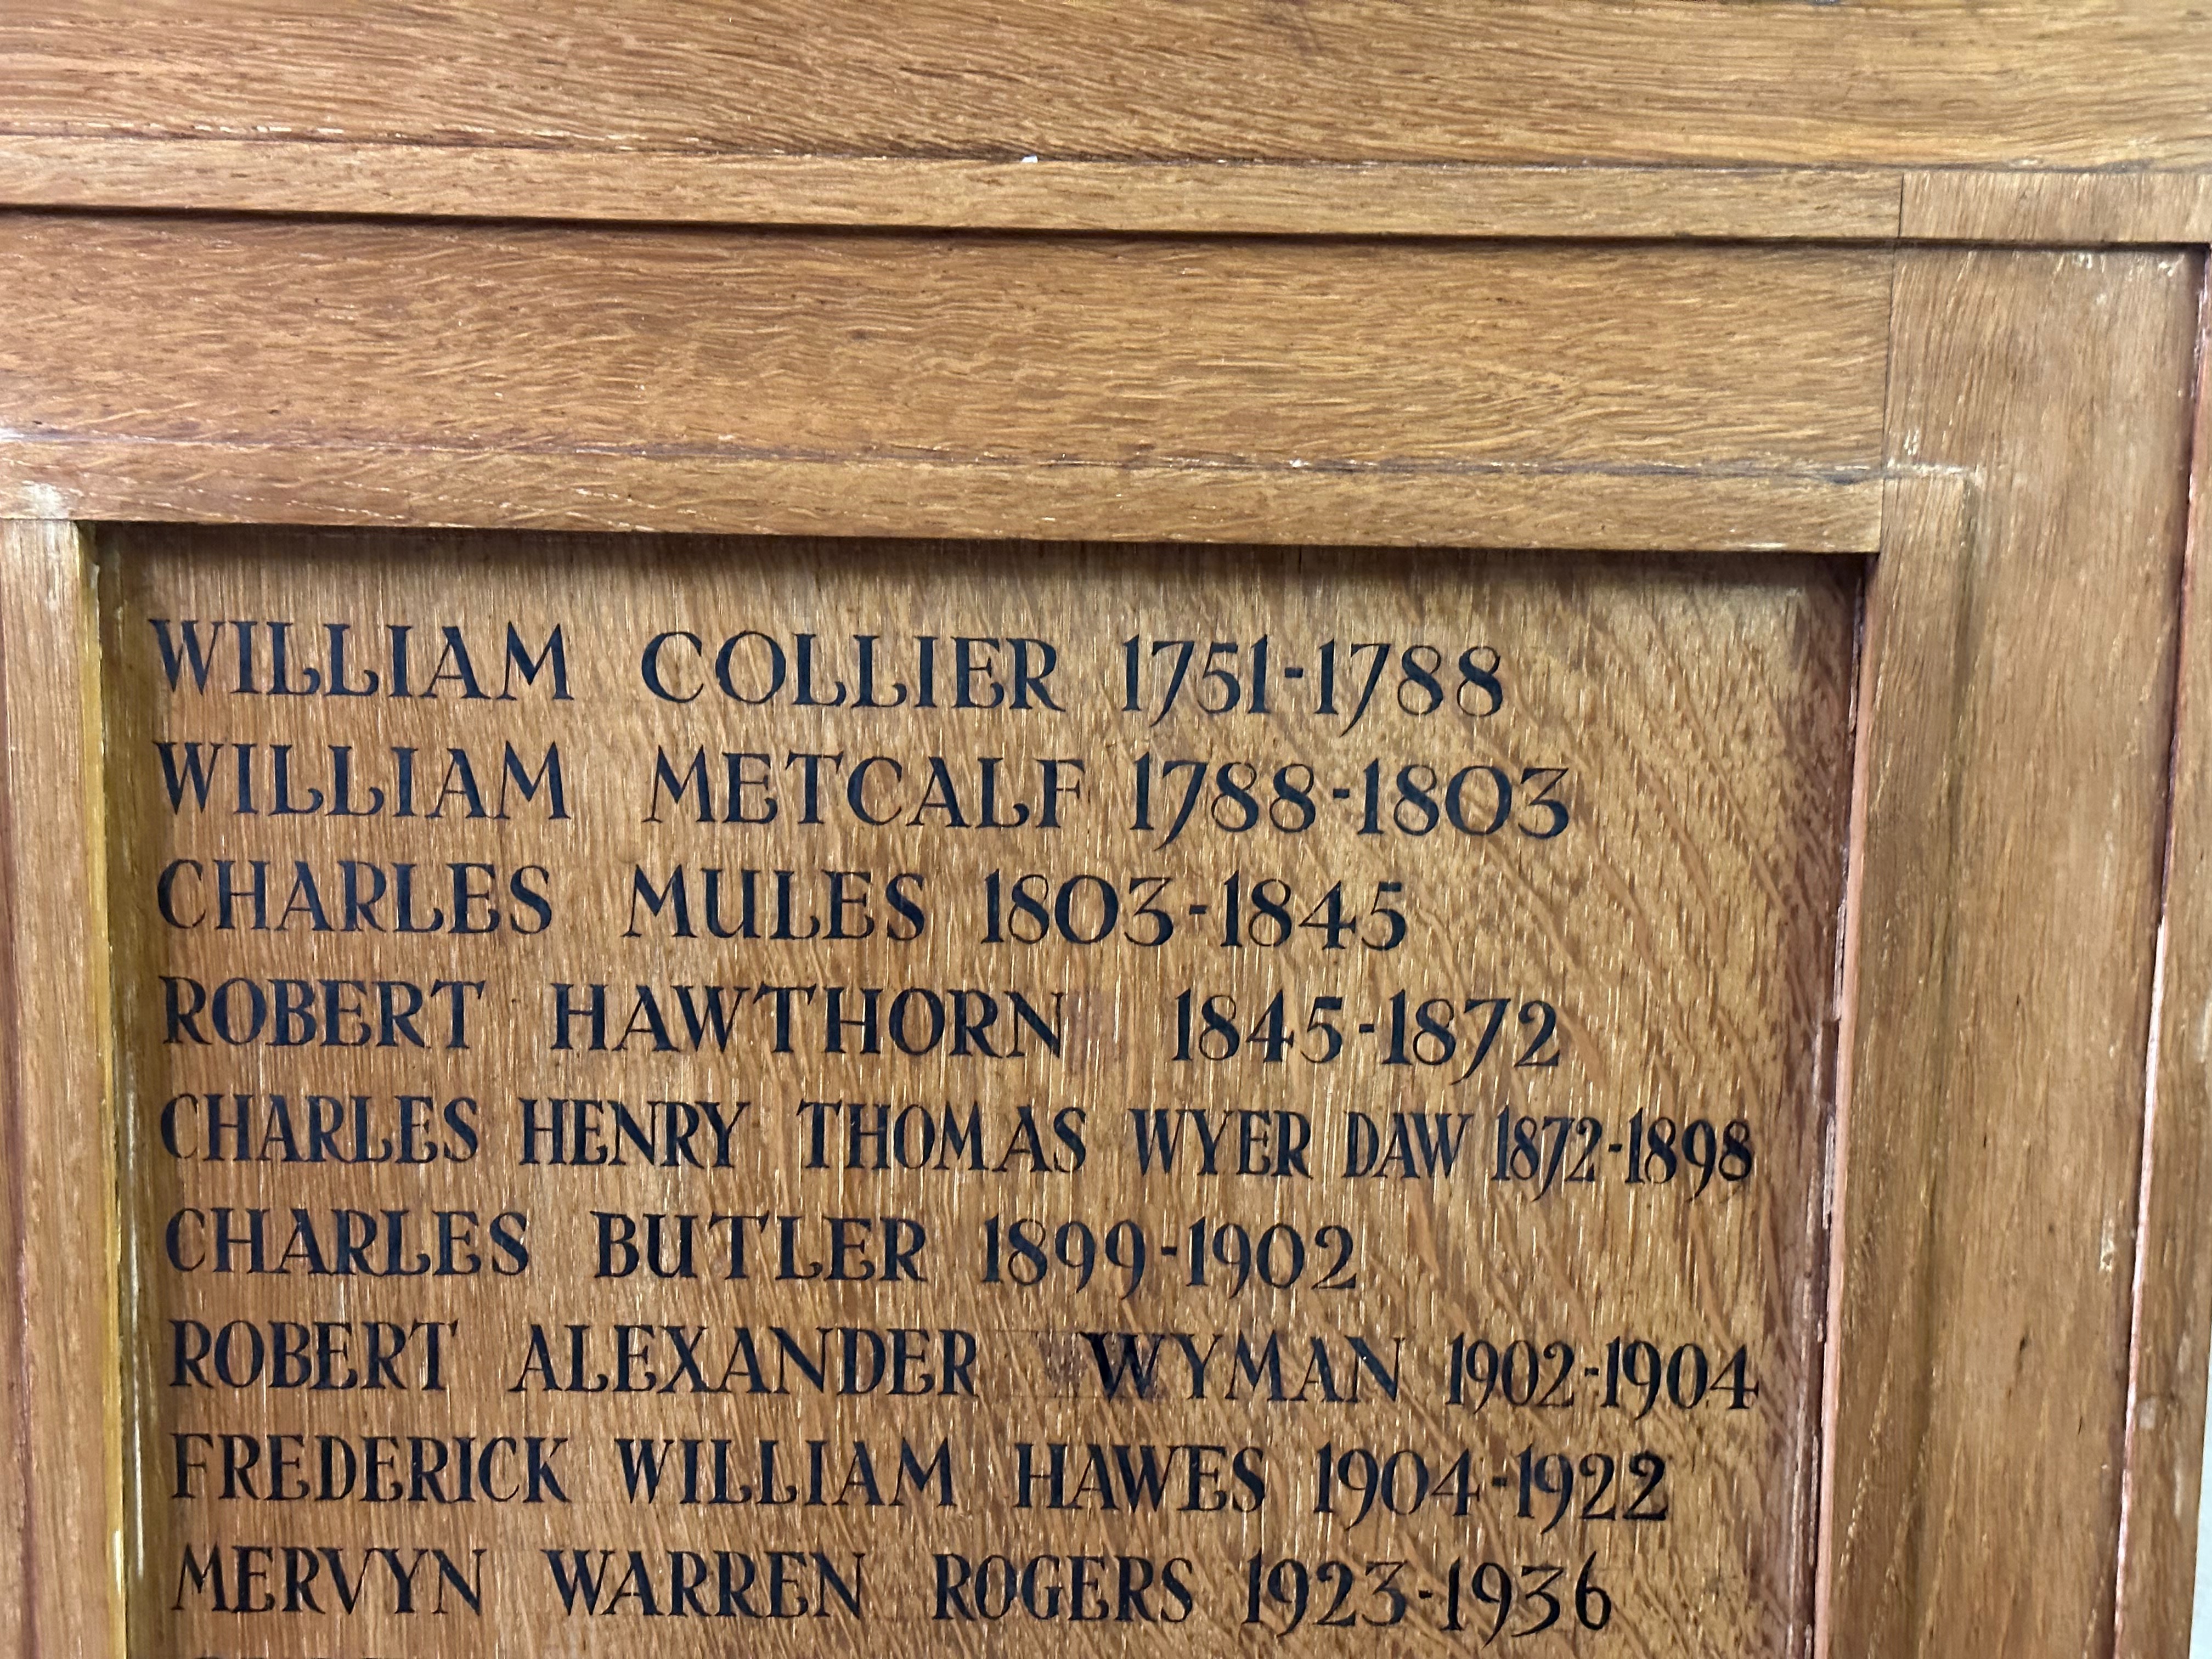 WILLIAM COLLIER 1751-1788
WILLIAM METCALF 1788-1803
CHARLES MULES 1803-1845
ROBERT HAWTHORN 1845-1872
CHARLES HENRY THOMAS WYER DAW 1872-1898
CHARLES BUTLER 1899-1902
ROBERT ALEXANDER WYMAN 1902-1904
FREDERICK WILLIAM HAWES 1904-1922
MERVYN WARREN ROGERS 1923-1936